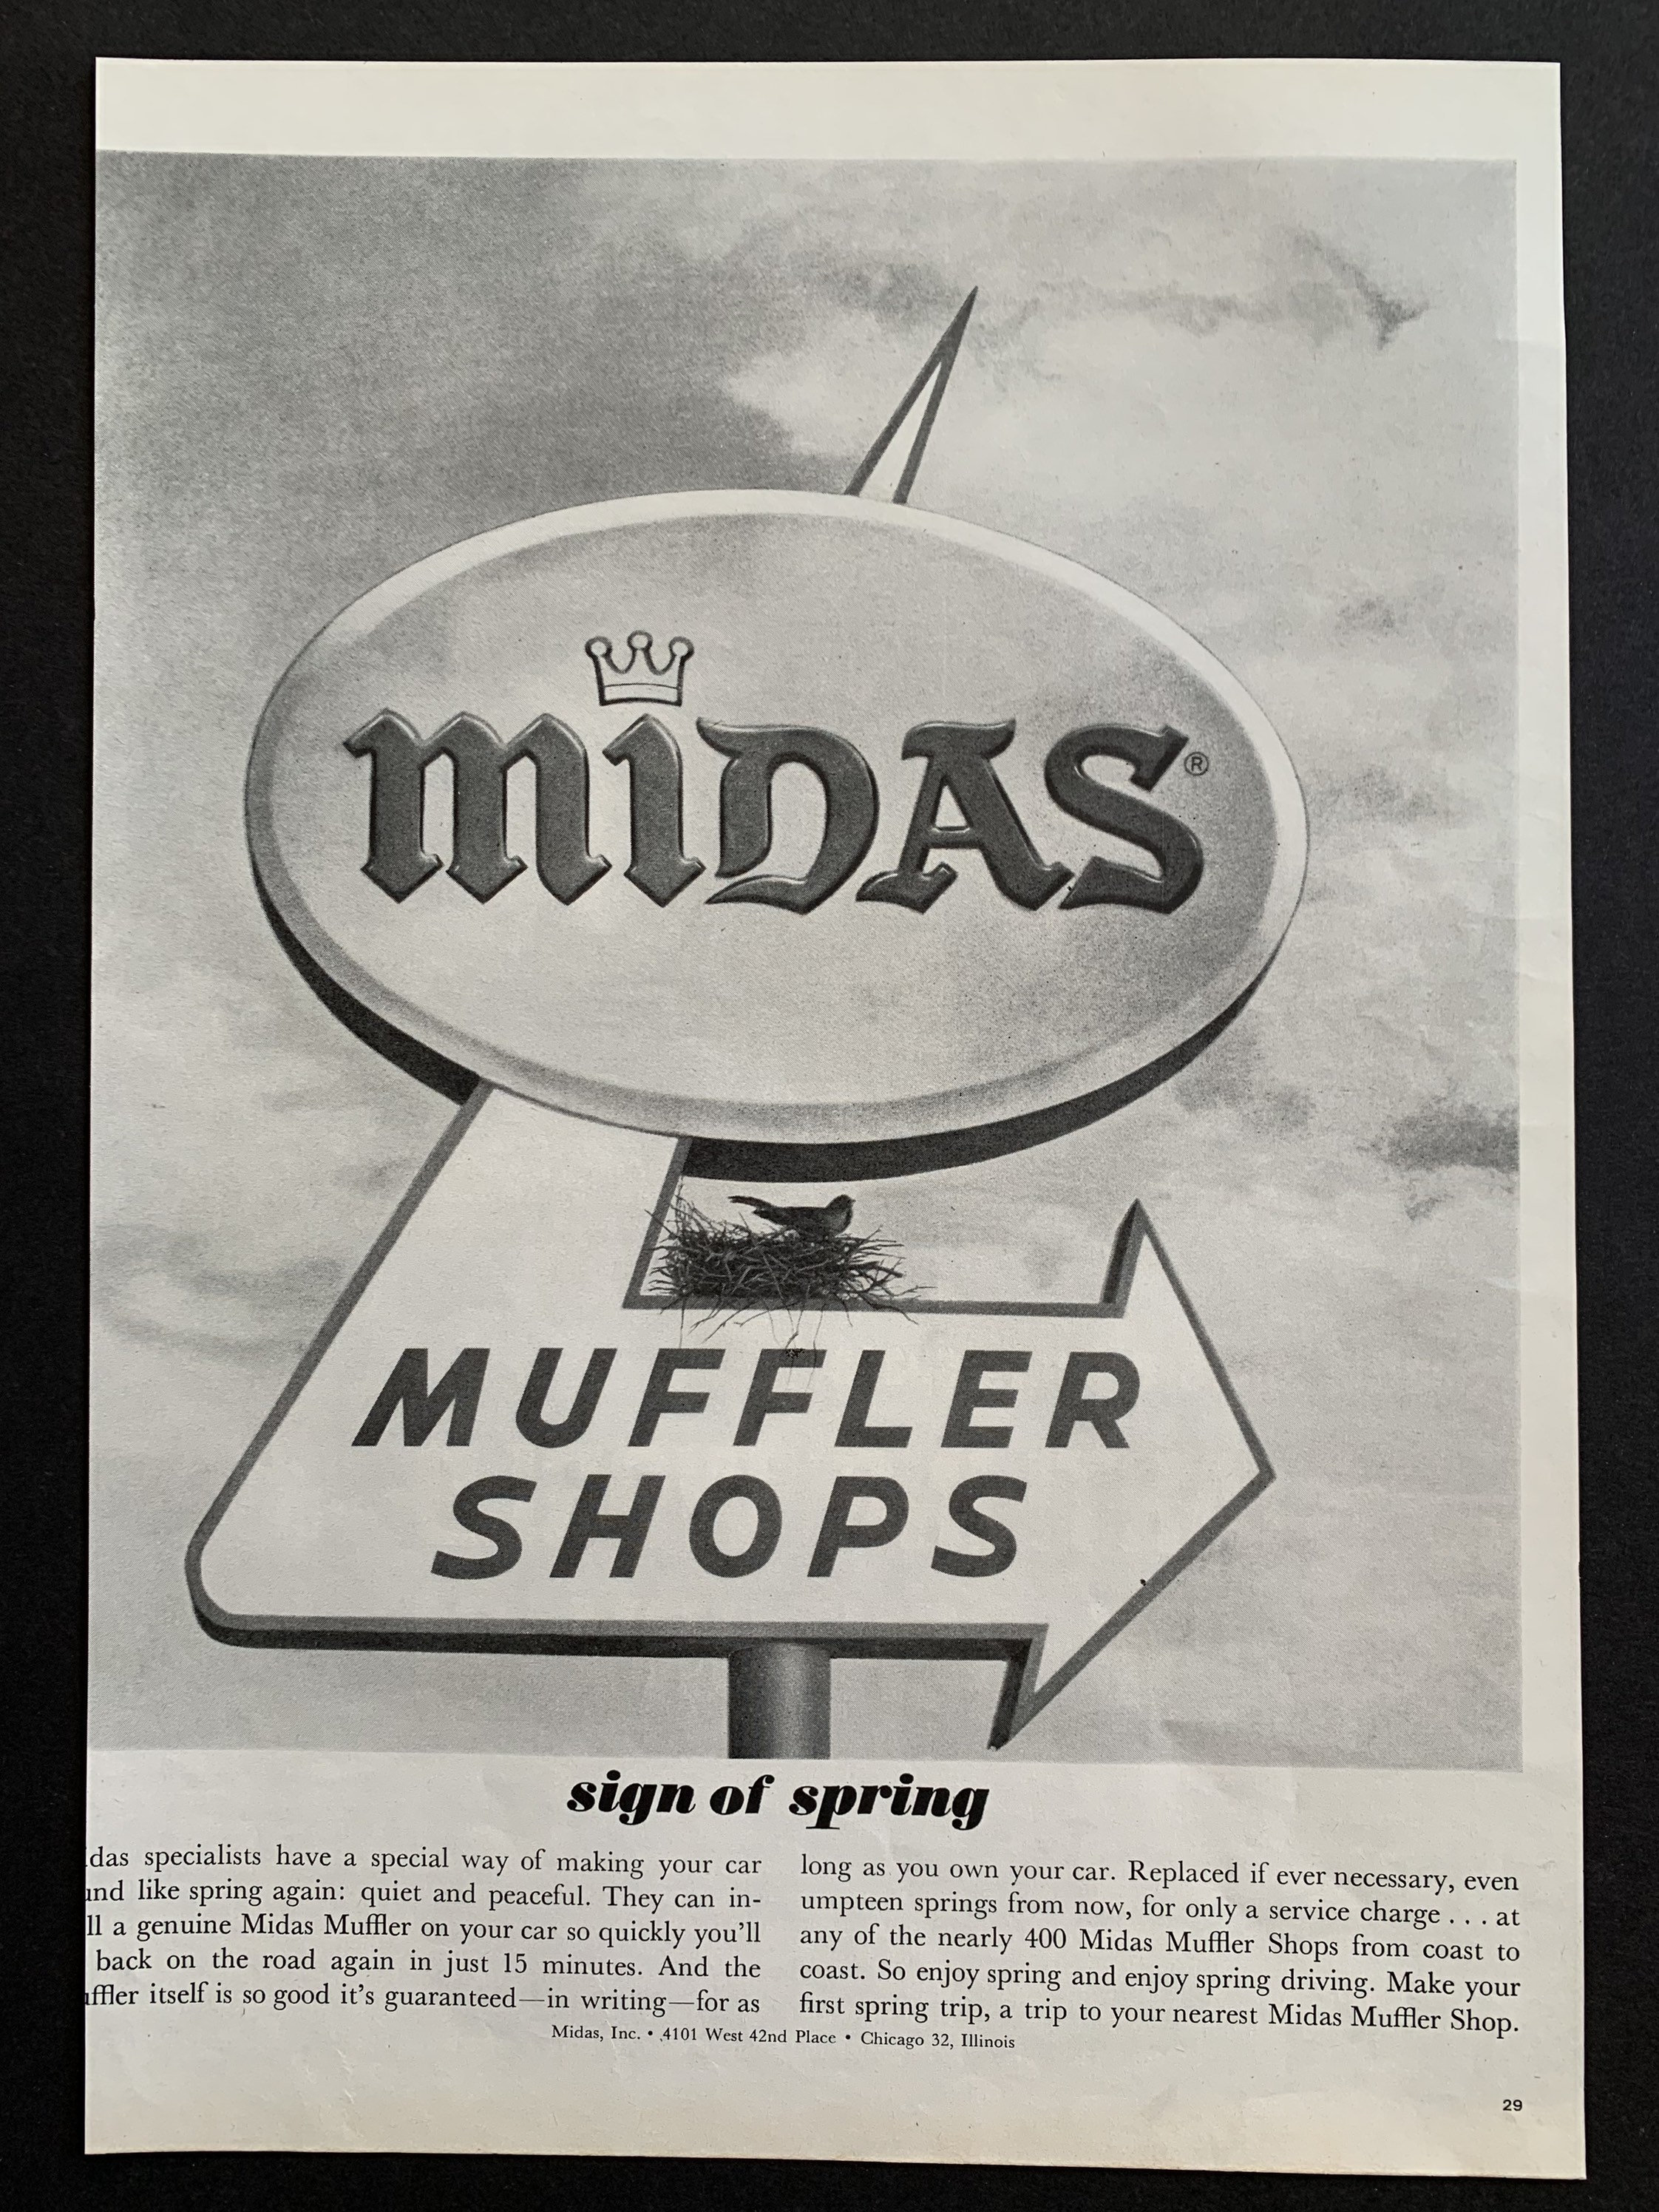 MIDAS®
MUFFLER
SHOPS
sign of spring
das specialists have a special way of making your car
und like spring again: quiet and peaceful. They can in-
ll a genuine Midas Muffler on your car so quickly you'll
back on the road again in just 15 minutes. And the
uffler itself is so good it's guaranteed—in writing—for as
long as you own your car. Replaced if ever necessary, even
umpteen springs from now, for only a service charge . . . at
any of the nearly 400 Midas Muffler Shops from coast to
coast. So enjoy spring and enjoy spring driving. Make your
first spring trip, a trip to your nearest Midas Muffler Shop.
Midas, Inc. • 4101 West 42nd Place • Chicago 32, Illinois
29